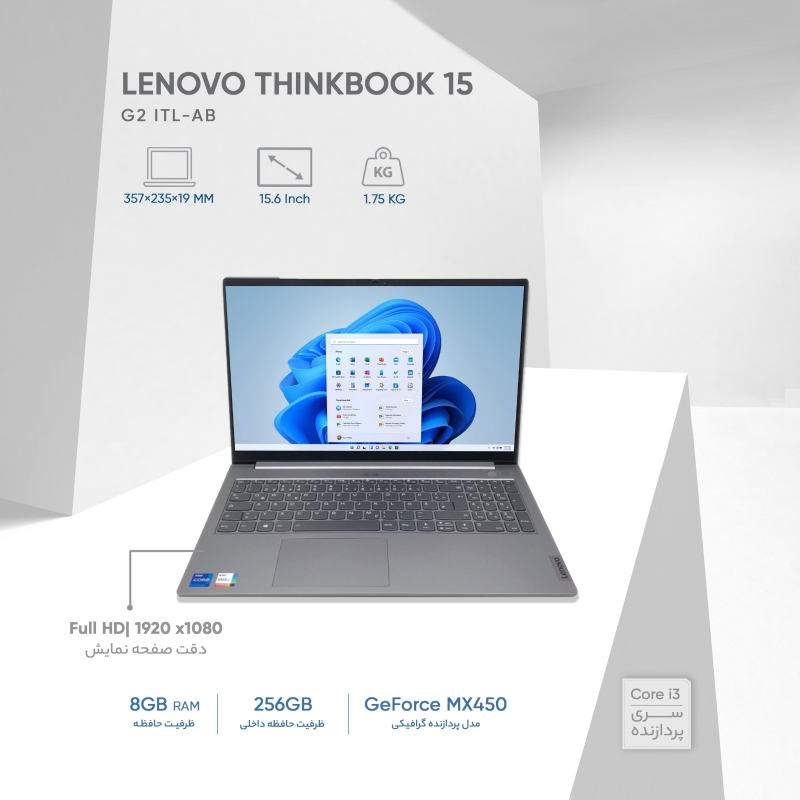 LENOVO THINKBOOK 15
G2 ITL-AB
KG
357×235×19 MM
15.6 Inch
1.75 KG
Lenovo
Full HD| 1920 x1080
دقت صفحه نمایش
8GB RAM
ظرفیت حافظه
256GB
ظرفیت حافظه داخلی
GeForce MX450
مدل پردازنده گرافیکی
Core i3
سری
پردازنده